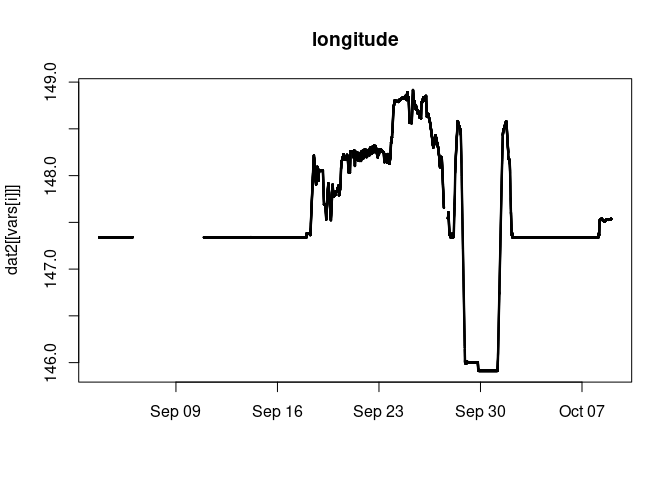 longitude
dat2[[vars[i]]]
149.0
148.0
147.0
146.0
Sep 09
Sep 16
Sep 23
Sep 30
Oct 07